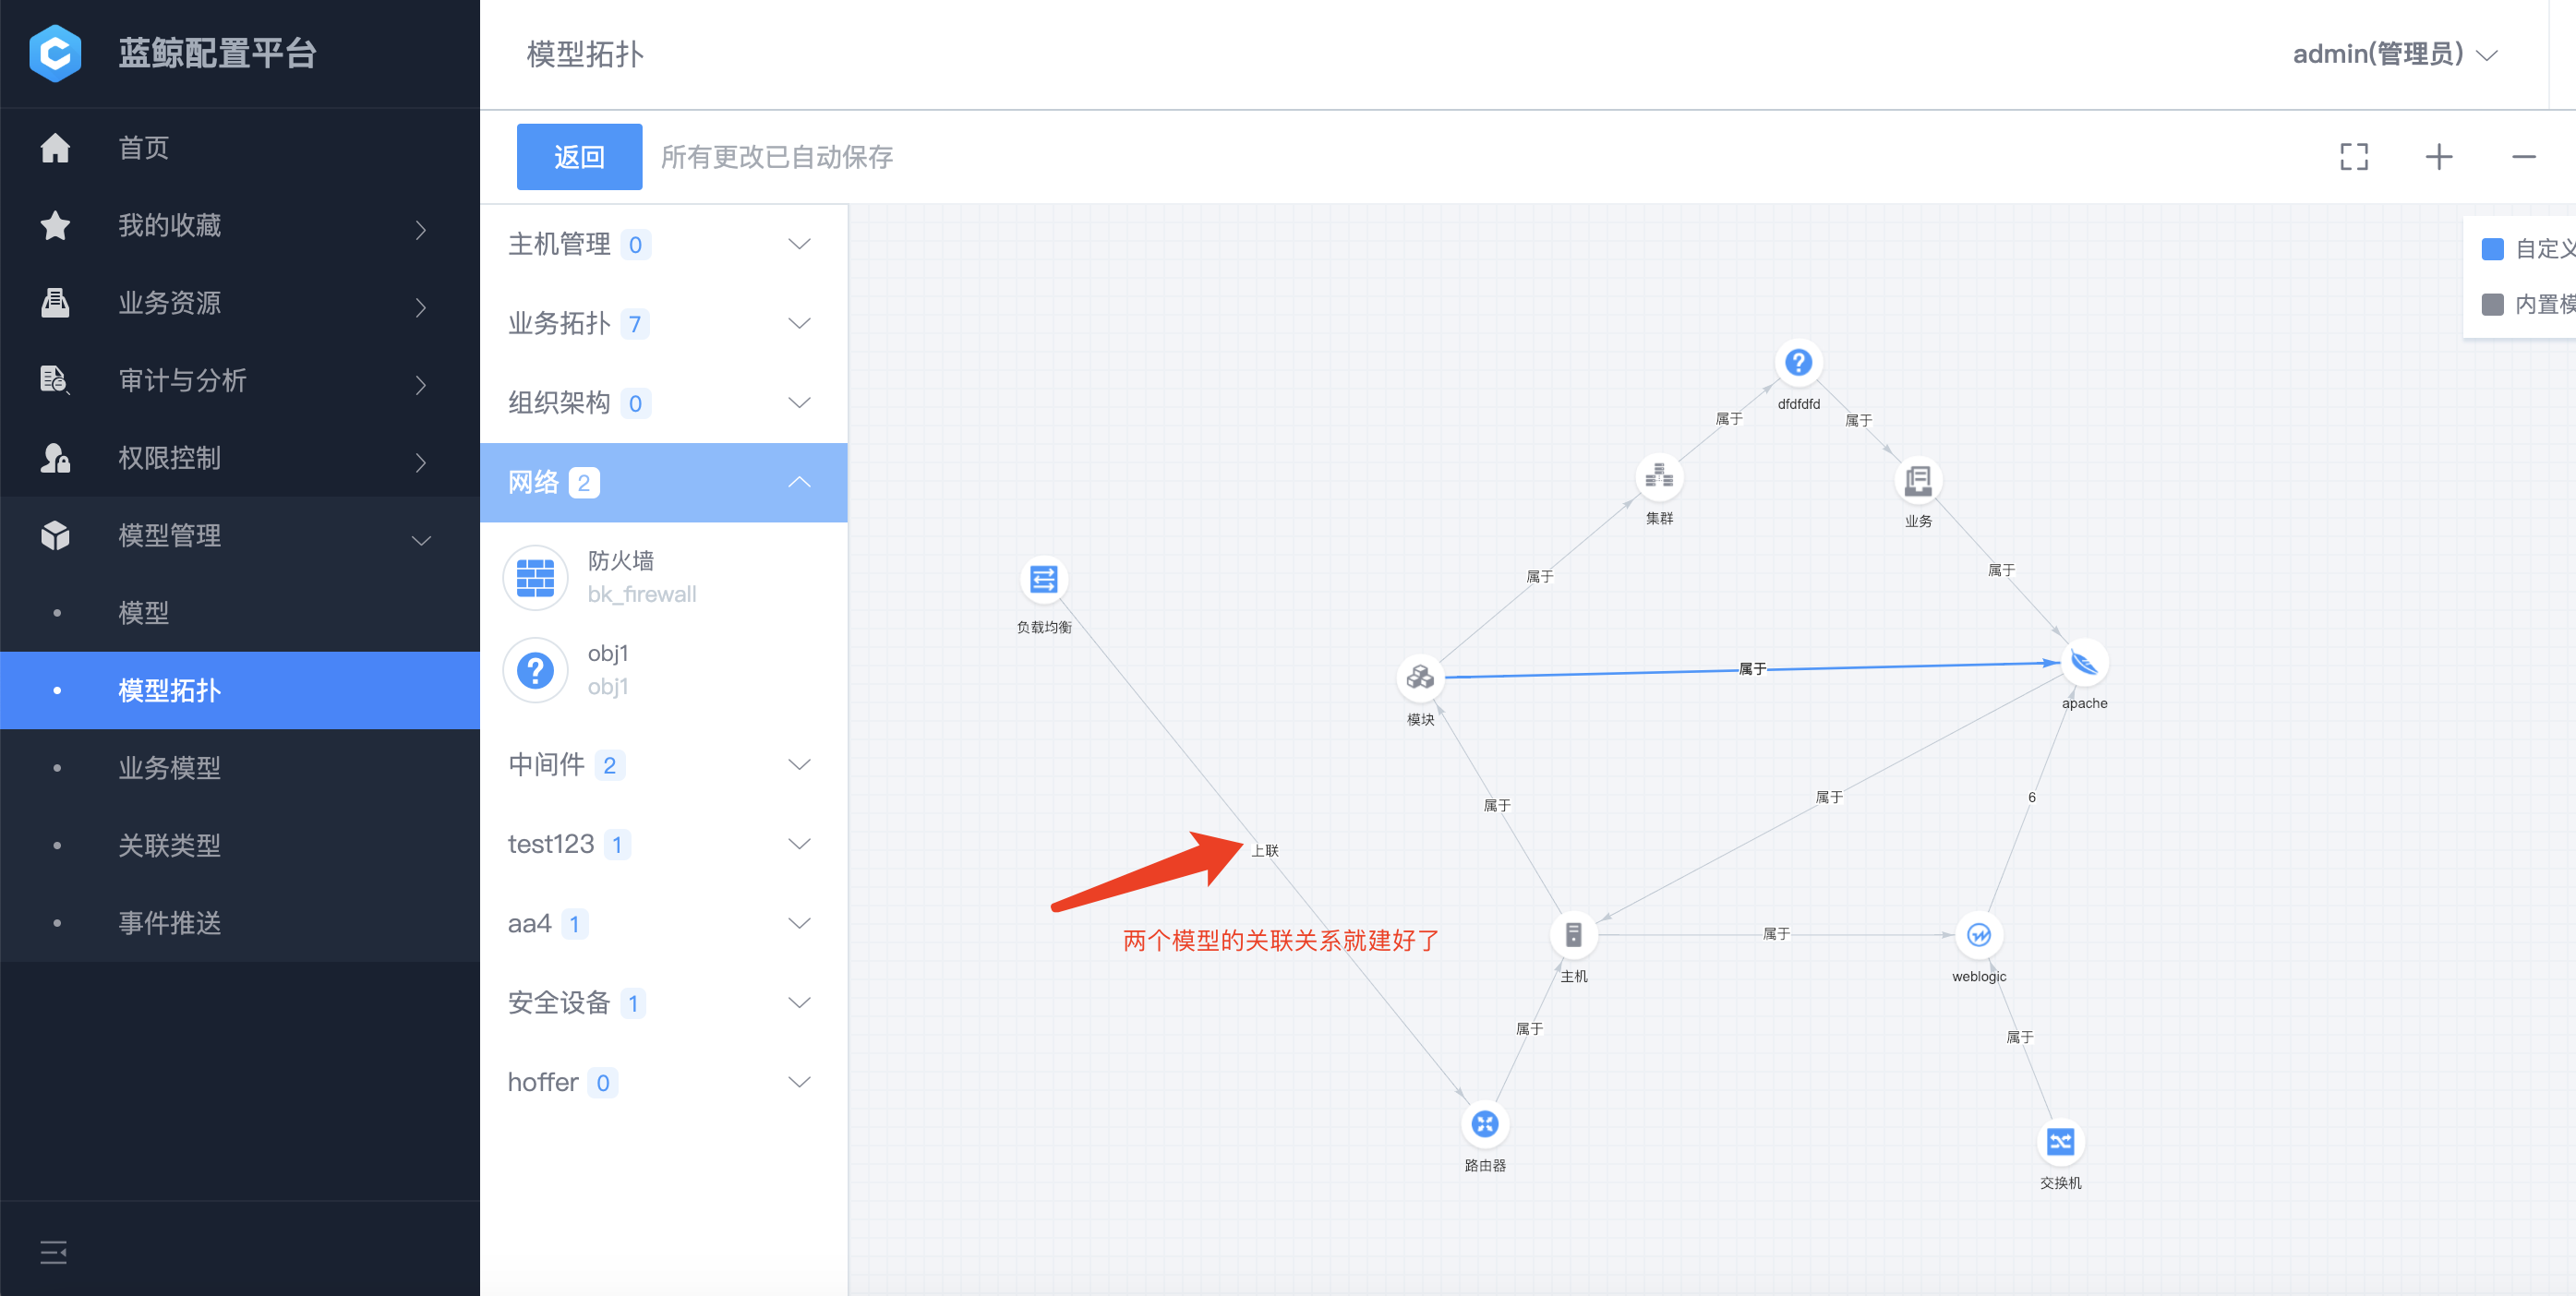 蓝鲸配置平台
首页
我的收藏
业务资源
审计与分析
权限控制
模型管理
模型
模型拓扑
业务模型
关联类型
事件推送
模型拓扑
admin(管理员)
返回
所有更改已自动保存
主机管理 0
业务拓扑 7
组织架构 0
网络 2
防火墙
bk_firewall
obj1
obj1
中间件 2
test123 1
aa4 1
安全设备 1
hoffer 0
自定义
内置模
dfdfdfd
属于
属于
集群
业务
属于
属于
负载均衡
属于
模块
apache
属于
属于
6
上联
两个模型的关联关系就建好了
属于
主机
weblogic
属于
属于
路由器
交换机